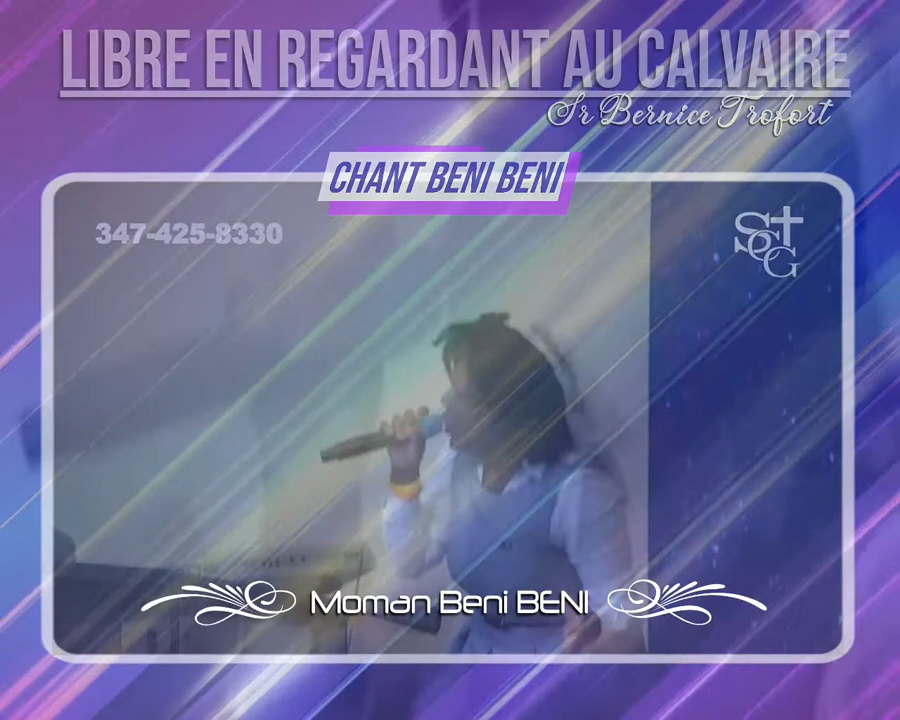 LIBRE EN REGARDANT AU CALVAIRE
Sr Bernice Trofort
CHANT BENI BENI
347-425-8330
SCG
Moman Beni BENI